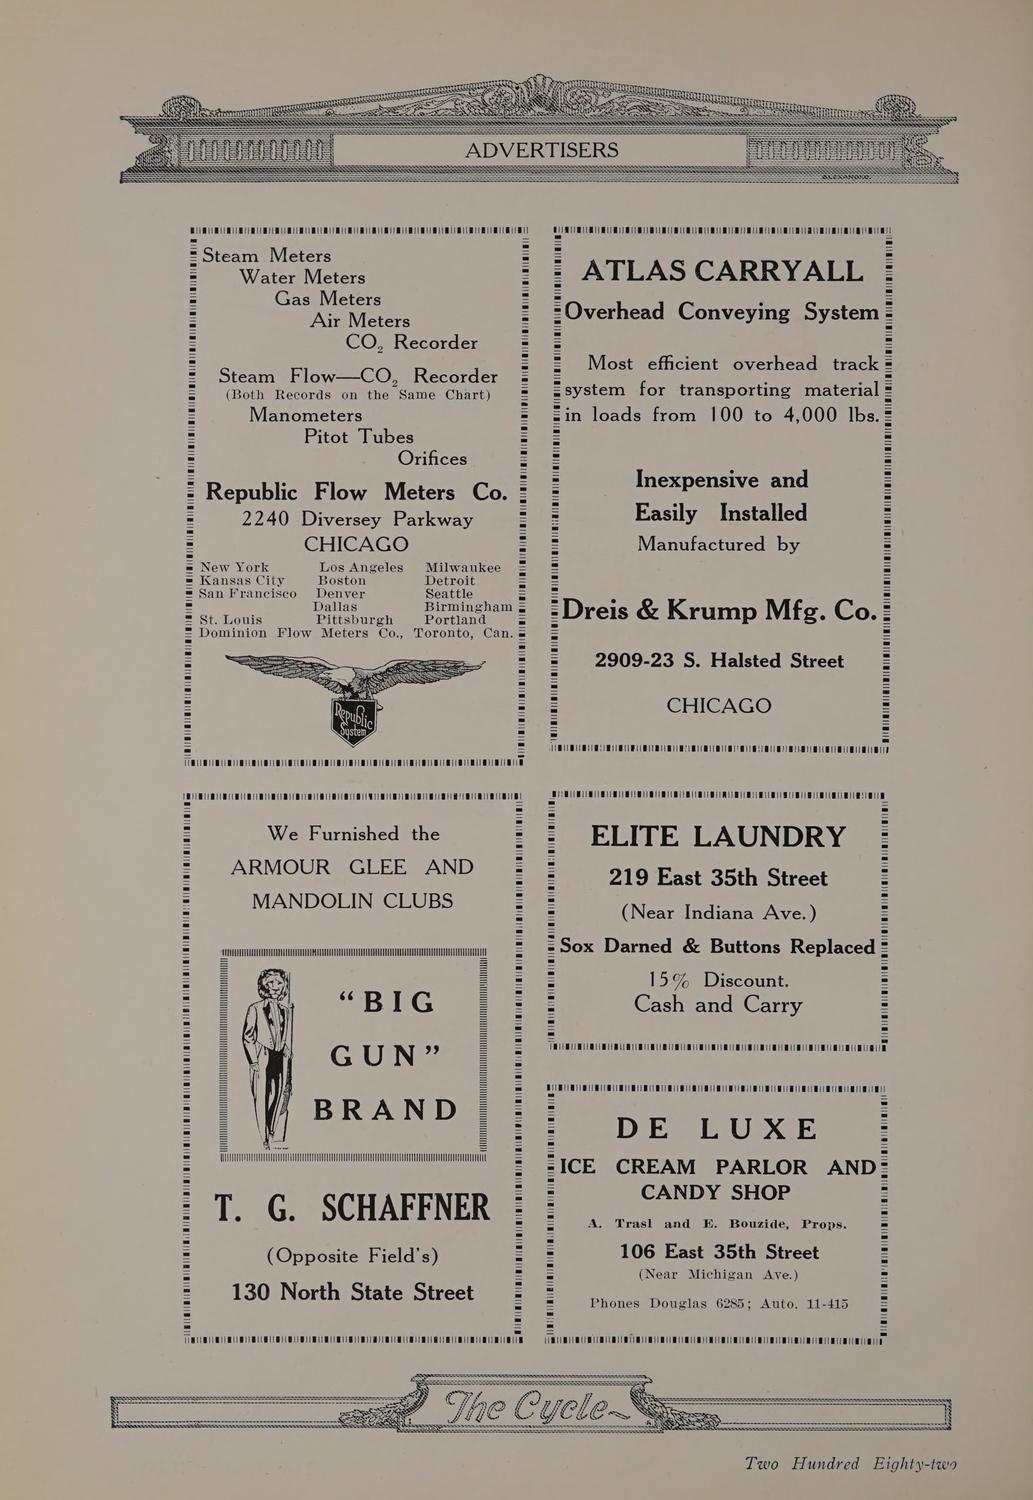 ADVERTISERS
ALEXANDXO.
Steam Meters
Water Meters
Gas Meters
Air Meters
CO₂ Recorder
Steam Flow—CO₂ Recorder
(Both Records on the Same Chart)
Manometers
Pitot Tubes
Orifices
Republic Flow Meters Co.
2240 Diversey Parkway
CHICAGO
New York Los Angeles Milwaukee
Kansas City Boston Detroit
San Francisco Denver Seattle
Dallas Birmingham
St. Louis Pittsburgh Portland
Dominion Flow Meters Co., Toronto, Can.
Republic
System
ATLAS CARRYALL
Overhead Conveying System
Most efficient overhead track
system for transporting material
in loads from 100 to 4,000 lbs.
Inexpensive and
Easily Installed
Manufactured by
Dreis & Krump Mfg. Co.
2909-23 S. Halsted Street
CHICAGO
We Furnished the
ARMOUR GLEE AND
MANDOLIN CLUBS
“BIG
GUN”
BRAND
T. G. SCHAFFNER
(Opposite Field's)
130 North State Street
ELITE LAUNDRY
219 East 35th Street
(Near Indiana Ave.)
Sox Darned & Buttons Replaced
15% Discount.
Cash and Carry
DE LUXE
ICE CREAM PARLOR AND
CANDY SHOP
A. Trasl and E. Bouzide, Props.
106 East 35th Street
(Near Michigan Ave.)
Phones Douglas 6285; Auto. 11-415
The Cycle
Two Hundred Eighty-two